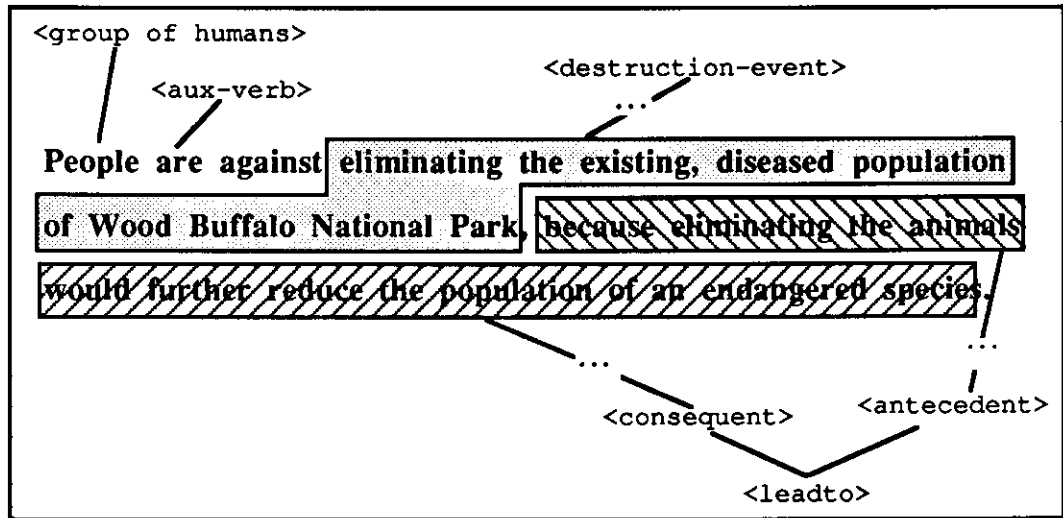 <group of humans>
<destruction-event>
<aux-verb>
...
People are against eliminating the existing, diseased population
of Wood Buffalo National Park, because eliminating the animals
would further reduce the population of an endangered species.
...
...
<consequent>
<antecedent>
<leadto>